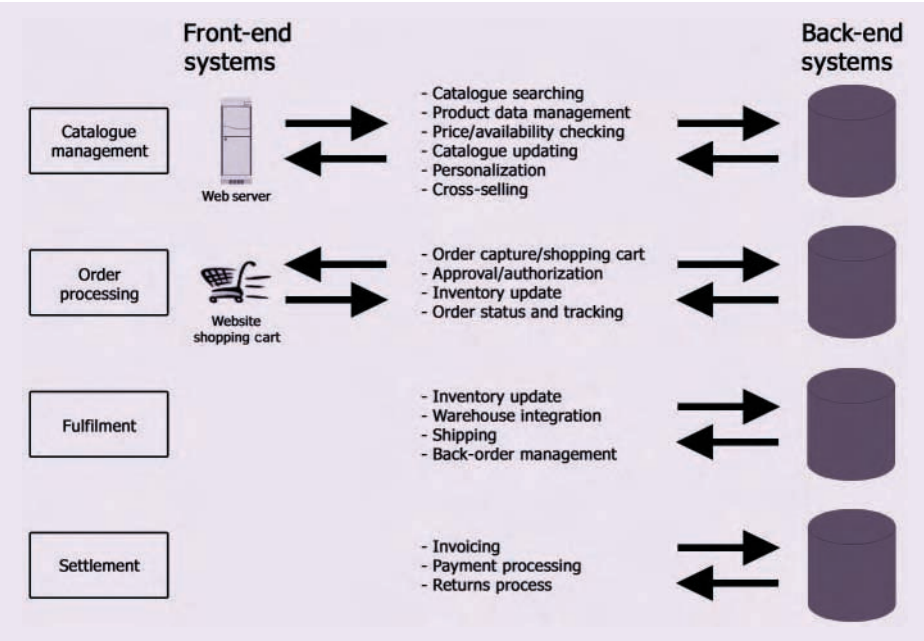 Front-end
systems
Back-end
systems
Catalogue
management
Web server
- Catalogue searching
- Product data management
- Price/availability checking
- Catalogue updating
- Personalization
- Cross-selling
Order
processing
Website
shopping cart
- Order capture/shopping cart
- Approval/authorization
- Inventory update
- Order status and tracking
Fulfilment
- Inventory update
- Warehouse integration
- Shipping
- Back-order management
Settlement
- Invoicing
- Payment processing
- Returns process